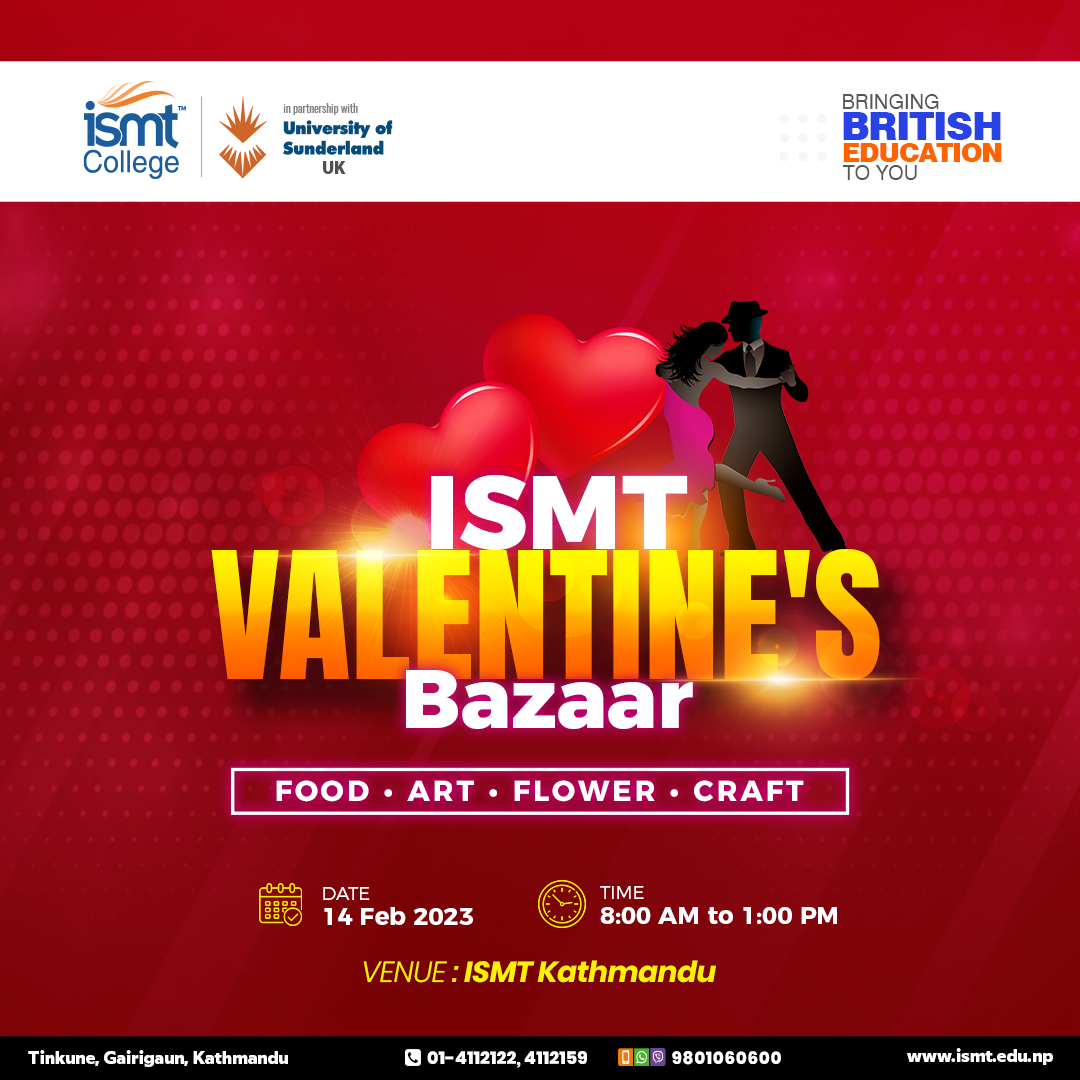 ismt™
College
in partnership with
University of
Sunderland
UK
BRINGING
BRITISH
EDUCATION
TO YOU
ISMT
VALENTINE'S
Bazaar
FOOD • ART • FLOWER • CRAFT
DATE
14 Feb 2023
TIME
8:00 AM to 1:00 PM
VENUE : ISMT Kathmandu
Tinkune, Gairigaun, Kathmandu
01-4112122, 4112159
9801060600
www.ismt.edu.np